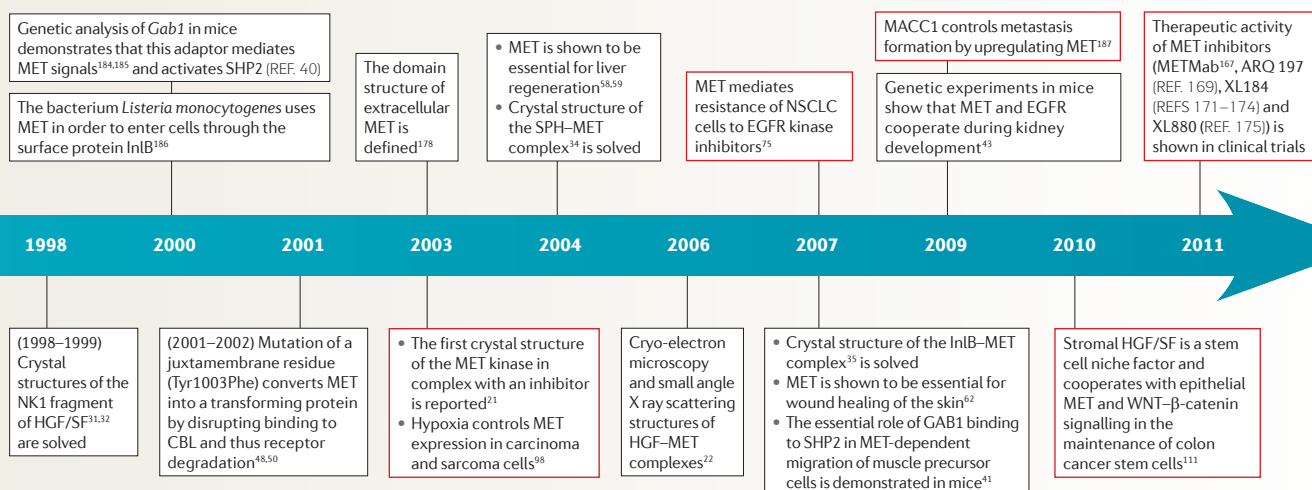 Genetic analysis of Gab1 in mice
demonstrates that this adaptor mediates
MET signals184,185 and activates SHP2 (REF. 40)
The bacterium Listeria monocytogenes uses
MET in order to enter cells through the
surface protein InlB186
The domain
structure of
extracellular
MET is
defined178
• MET is shown to be
essential for liver
regeneration58,59
• Crystal structure of
the SPH–MET
complex34 is solved
MET mediates
resistance of NSCLC
cells to EGFR kinase
inhibitors75
MACC1 controls metastasis
formation by upregulating MET187
Genetic experiments in mice
show that MET and EGFR
cooperate during kidney
development43
Therapeutic activity
of MET inhibitors
(METMab167, ARQ 197
(REF. 169), XL184
(REFS 171–174) and
XL880 (REF. 175)) is
shown in clinical trials
1998 2000 2001 2003 2004 2006 2007 2009 2010 2011
(1998–1999)
Crystal
structures of the
NK1 fragment
of HGF/SF31,32
are solved
(2001–2002) Mutation of a
juxtamembrane residue
(Tyr1003Phe) converts MET
into a transforming protein
by disrupting binding to
CBL and thus receptor
degradation48,50
• The first crystal structure
of the MET kinase in
complex with an inhibitor
is reported21
• Hypoxia controls MET
expression in carcinoma
and sarcoma cells98
Cryo-electron
microscopy
and small angle
X ray scattering
structures of
HGF–MET
complexes22
• Crystal structure of the InlB–MET
complex35 is solved
• MET is shown to be essential for
wound healing of the skin62
• The essential role of GAB1 binding
to SHP2 in MET-dependent
migration of muscle precursor
cells is demonstrated in mice41
Stromal HGF/SF is a stem
cell niche factor and
cooperates with epithelial
MET and WNT–β-catenin
signalling in the
maintenance of colon
cancer stem cells111